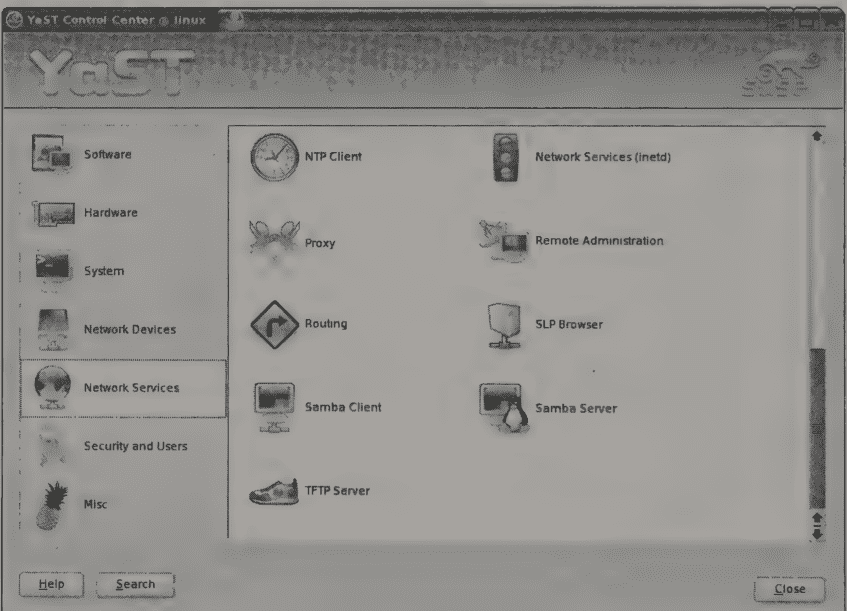 YaST Control Center @ linux
YaST
Software
Hardware
System
Network Devices
Network Services
Security and Users
Misc
NTP Client
Network Services (inetd)
Proxy
Remote Administration
Routing
SLP Browser
Samba Client
Samba Server
TFTP Server
Help
Search
Close